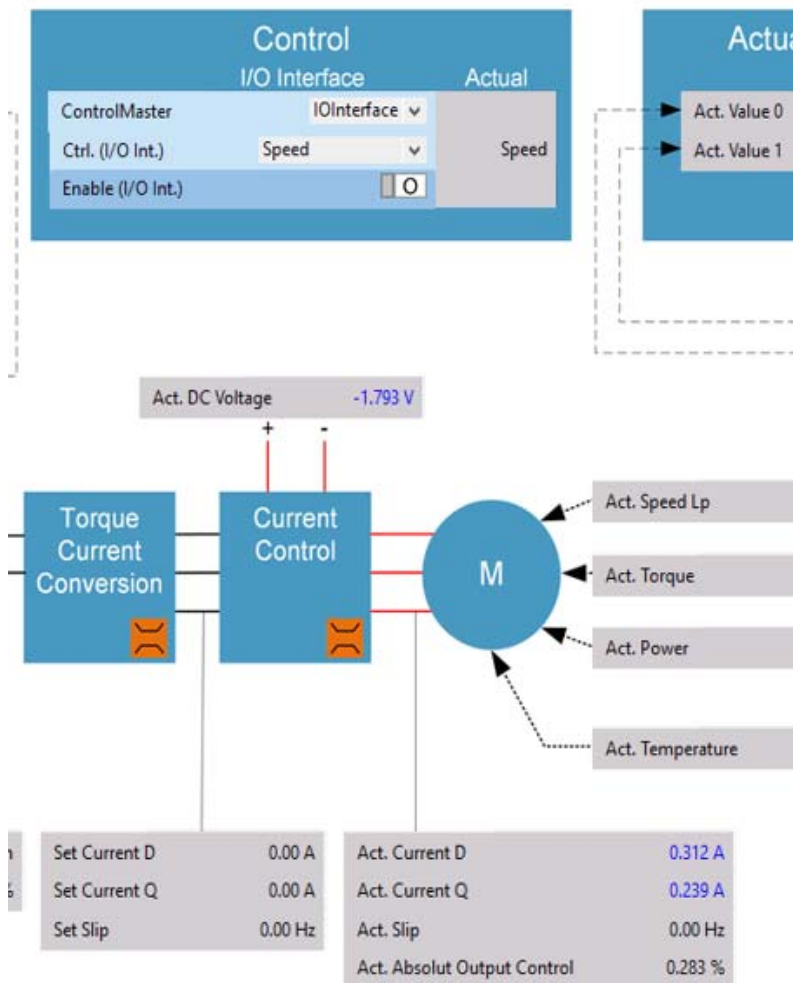 Control
I/O Interface Actual
ControlMaster IOInterface
Ctrl. (I/O Int.) Speed Speed
Enable (I/O Int.) O
Act. Value 0
Act. Value 1
Act. DC Voltage -1.793 V
+ -
Torque
Current
Conversion
Current
Control
M
Act. Speed Lp
Act. Torque
Act. Power
Act. Temperature
Set Current D 0.00 A
Set Current Q 0.00 A
Set Slip 0.00 Hz
Act. Current D 0.312 A
Act. Current Q 0.239 A
Act. Slip 0.00 Hz
Act. Absolut Output Control 0.283 %